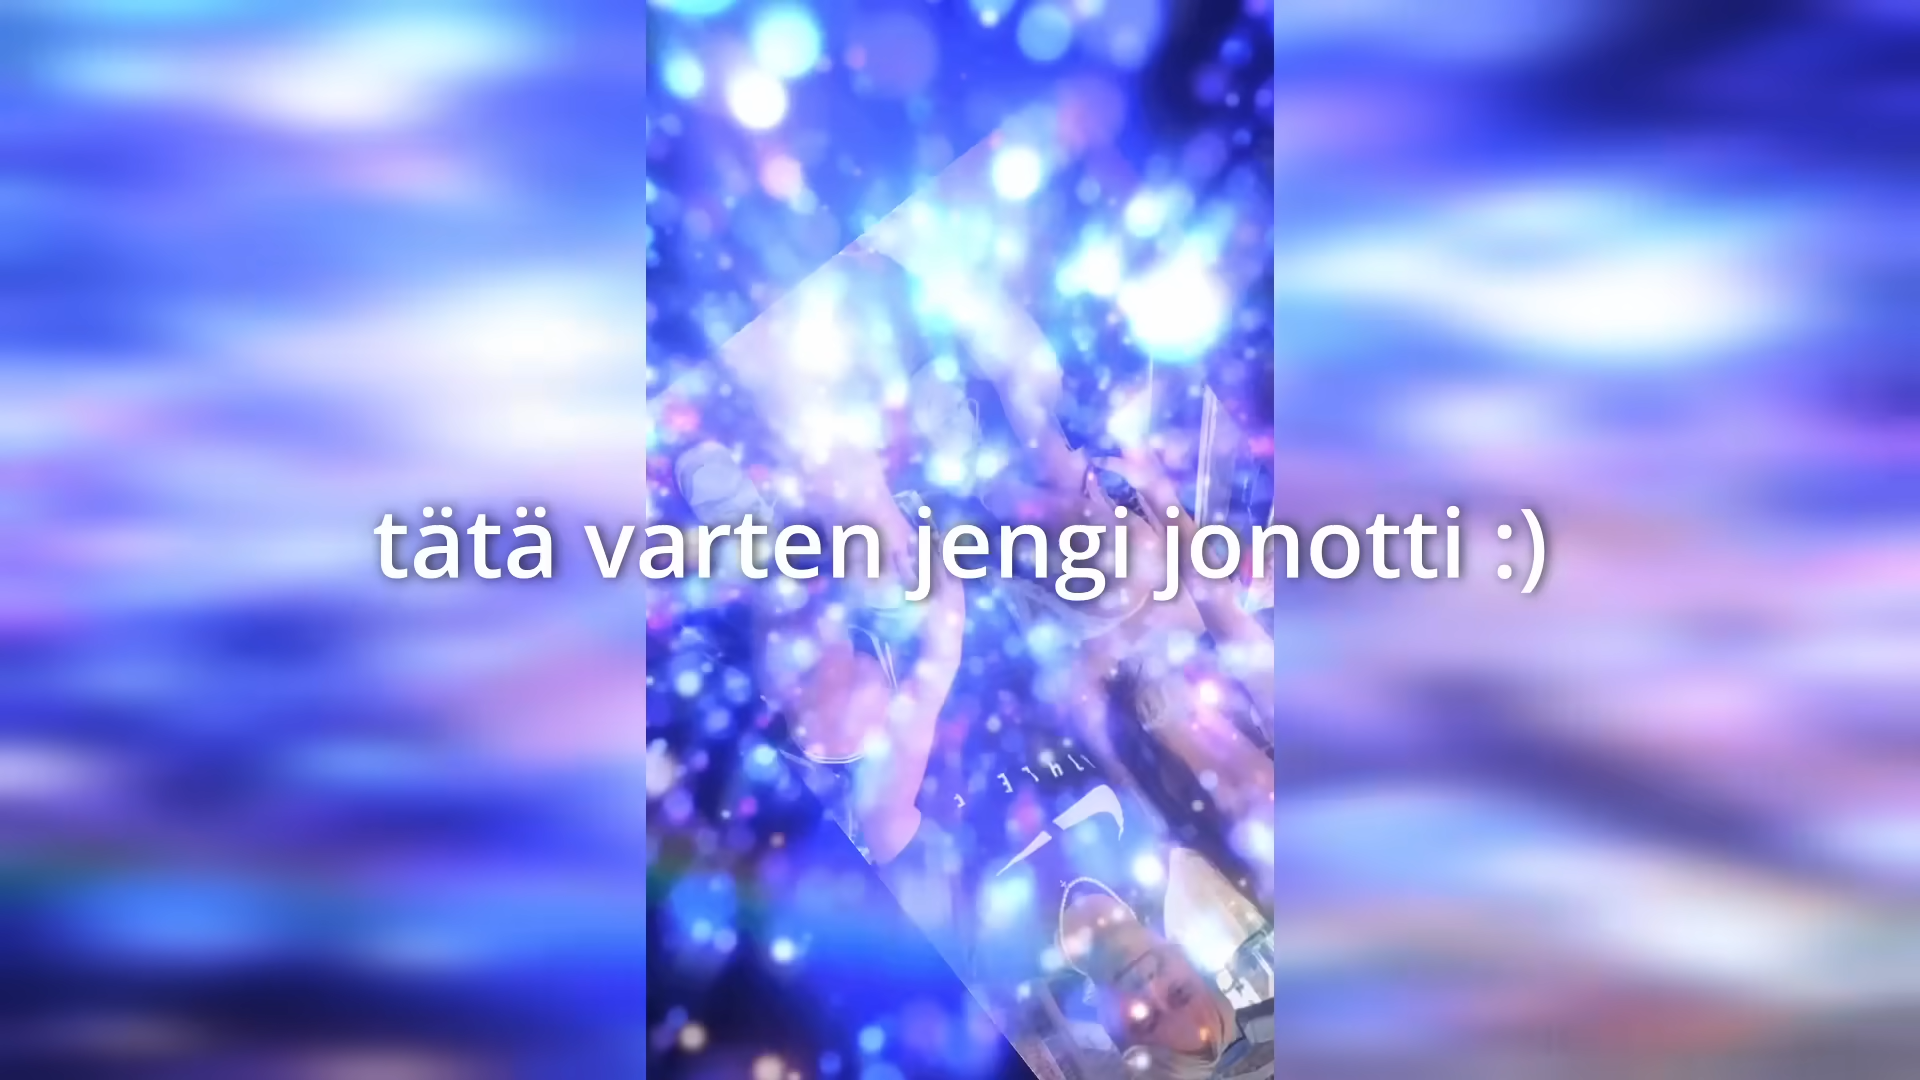 tätä varten jengi jonotti :)